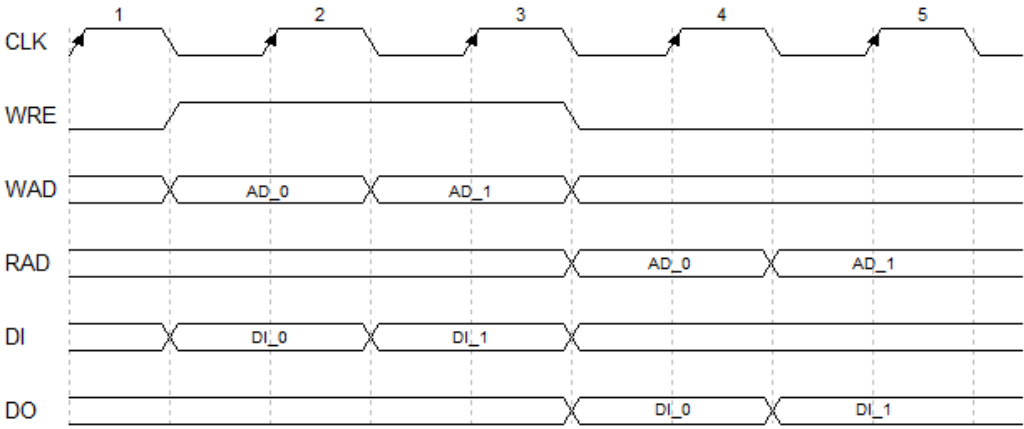 1 2 3 4 5
CLK
WRE
WAD AD_0 AD_1
RAD AD_0 AD_1
DI DI_0 DI_1
DO DI_0 DI_1